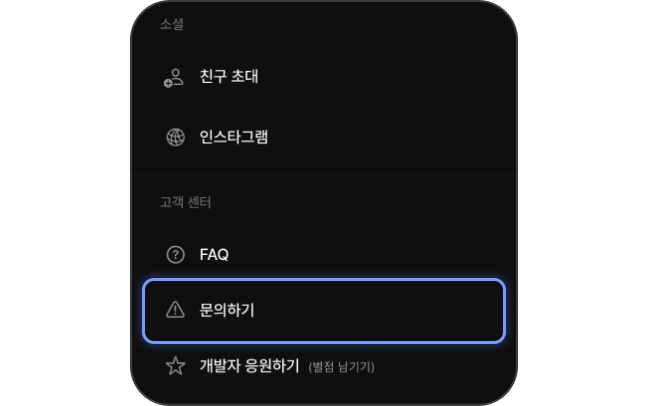 소셜
친구 초대
인스타그램
고객 센터
FAQ
문의하기
개발자 응원하기 (별점 남기기)